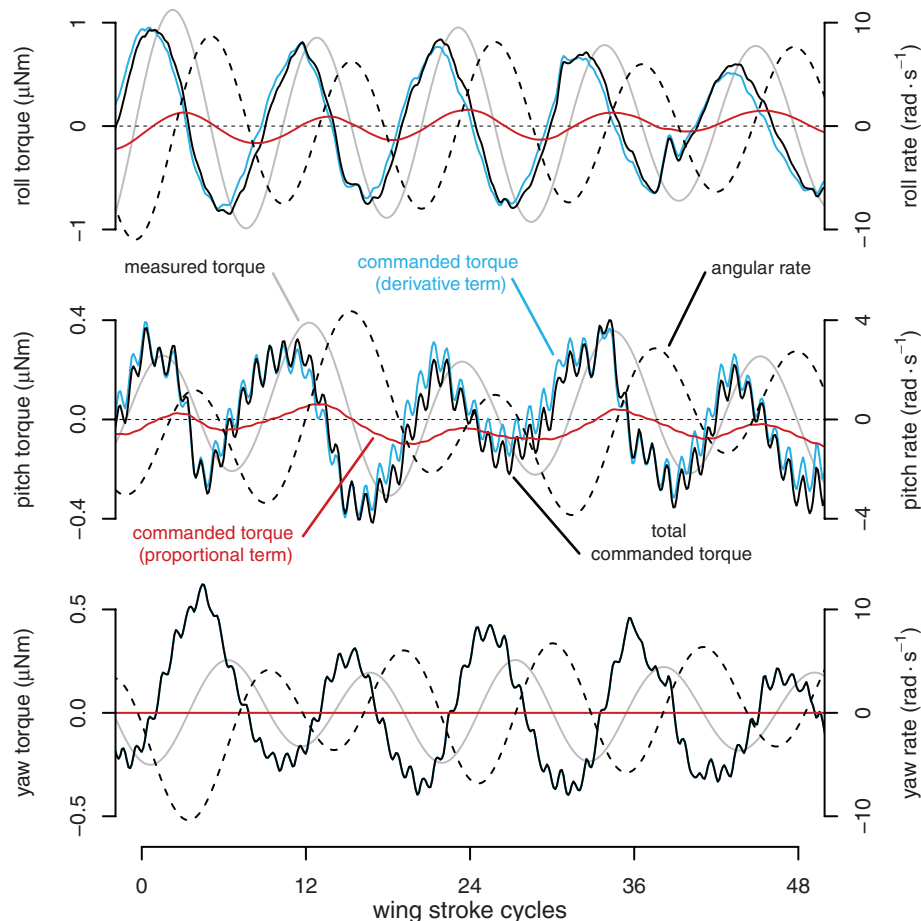 roll torque (μNm)
1
0
−1
10
0
−10
roll rate (rad · s⁻¹)
measured torque
commanded torque
(derivative term)
angular rate
pitch torque (μNm)
0.4
0.0
−0.4
4
0
−4
pitch rate (rad · s⁻¹)
commanded torque
(proportional term)
total
commanded torque
yaw torque (μNm)
0.5
0.0
−0.5
10
0
−10
yaw rate (rad · s⁻¹)
0 12 24 36 48
wing stroke cycles